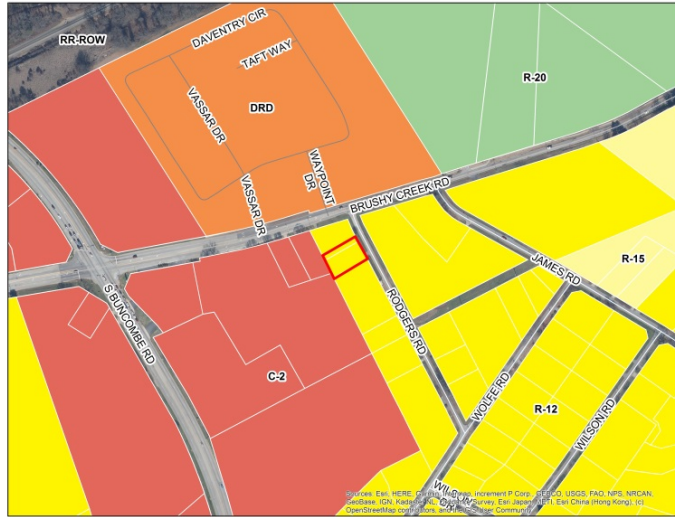 RR-ROW
DAVENTRY CIR
TAFT WAY
R-20
VASSAR DR
DRD
WAYPOINT
DR
BRUSHY CREEK RD
VASSAR DR
JAMES RD
R-15
S BUNCOMBE RD
RODGERS RD
C-2
WOLFE RD
R-12
WILSON RD
Sources: Esri, HERE, Garmin, increment P Corp., GEBCO, USGS, FAO, NPS, NRCAN,
GeoBase, IGN, Kadaster NL, Survey, Esri Japan, METI, Esri China (Hong Kong), (c)
OpenStreetMap contributors, and the GIS User Community